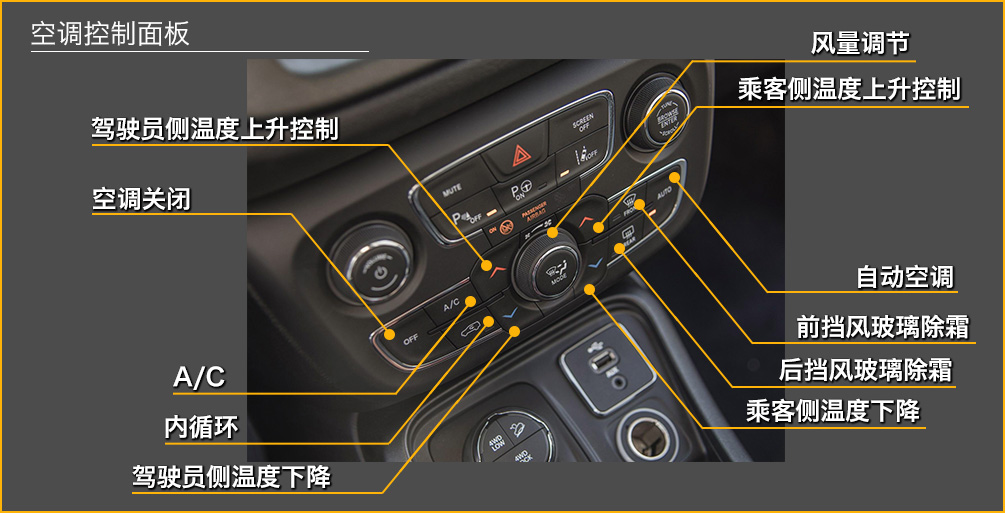 空调控制面板
风量调节
乘客侧温度上升控制
驾驶员侧温度上升控制
空调关闭
SCREEN
OFF
BROWSE
ENTER
MUTE
P
ON
OFF
P
OFF
ON
PASSENGER
AIRBAG
AUTO
FRONT
REAR
MODE
A/C
OFF
自动空调
前挡风玻璃除霜
后挡风玻璃除霜
乘客侧温度下降
A/C
内循环
驾驶员侧温度下降
4WD
LOW
4WD
LOCK